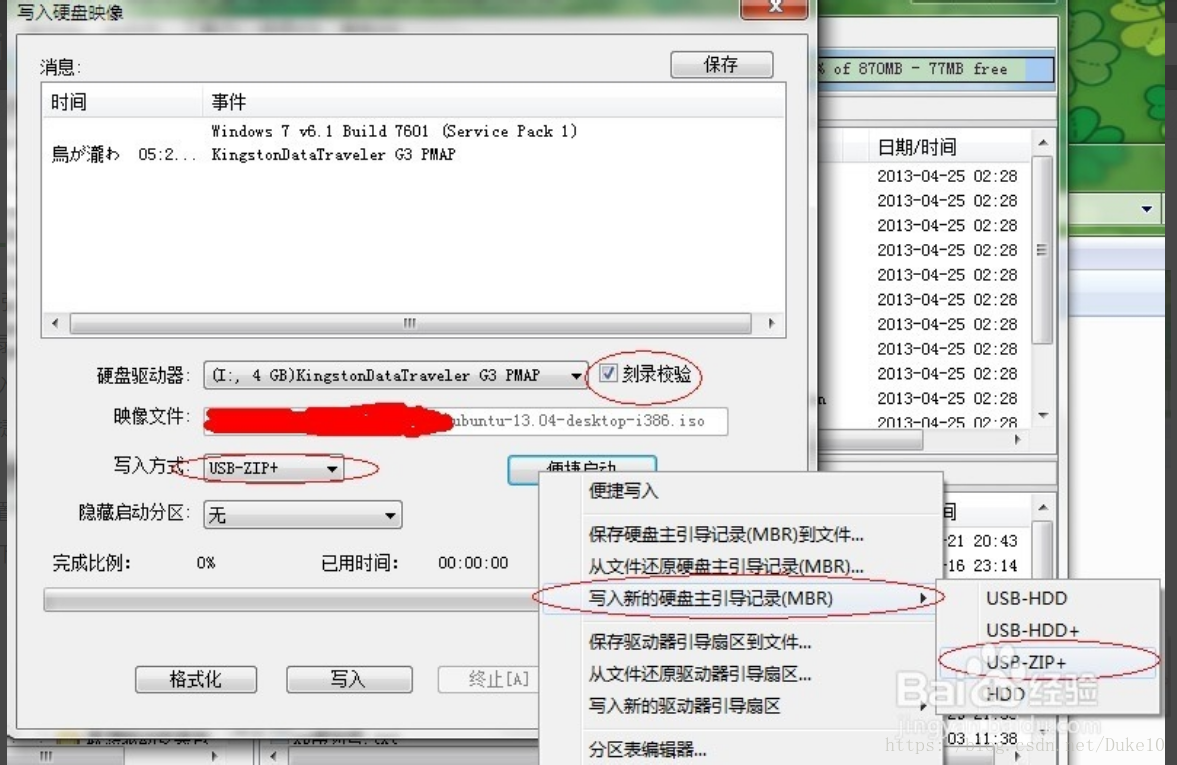 写入硬盘映像
消息:
保存
% of 870MB - 77MB free
时间
事件
Windows 7 v6.1 Build 7601 (Service Pack 1)
鳥が瀧わ 05:2... KingstonDataTraveler G3 PMAP
日期/时间
2013-04-25 02:28
2013-04-25 02:28
2013-04-25 02:28
2013-04-25 02:28
2013-04-25 02:28
2013-04-25 02:28
2013-04-25 02:28
2013-04-25 02:28
2013-04-25 02:28
2013-04-25 02:28
2013-04-25 02:28
硬盘驱动器:
(I:, 4 GB)KingstonDataTraveler G3 PMAP
刻录校验
映像文件:
ubuntu-13.04-desktop-i386.iso
写入方式:
USB-ZIP+
便捷启动
隐藏启动分区:
无
完成比例:
0%
已用时间:
00:00:00
格式化
写入
终止[A]
便捷写入
保存硬盘主引导记录(MBR)到文件...
从文件还原硬盘主引导记录(MBR)...
写入新的硬盘主引导记录(MBR)
保存驱动器引导扇区到文件...
从文件还原驱动器引导扇区...
写入新的驱动器引导扇区
分区表编辑器...
间
-21 20:43
-16 23:14
USB-HDD
USB-HDD+
USB-ZIP+
HDD
03 11:38
Baidu经验
jingyan.baidu.com
https://blog.csdn.net/Duke10